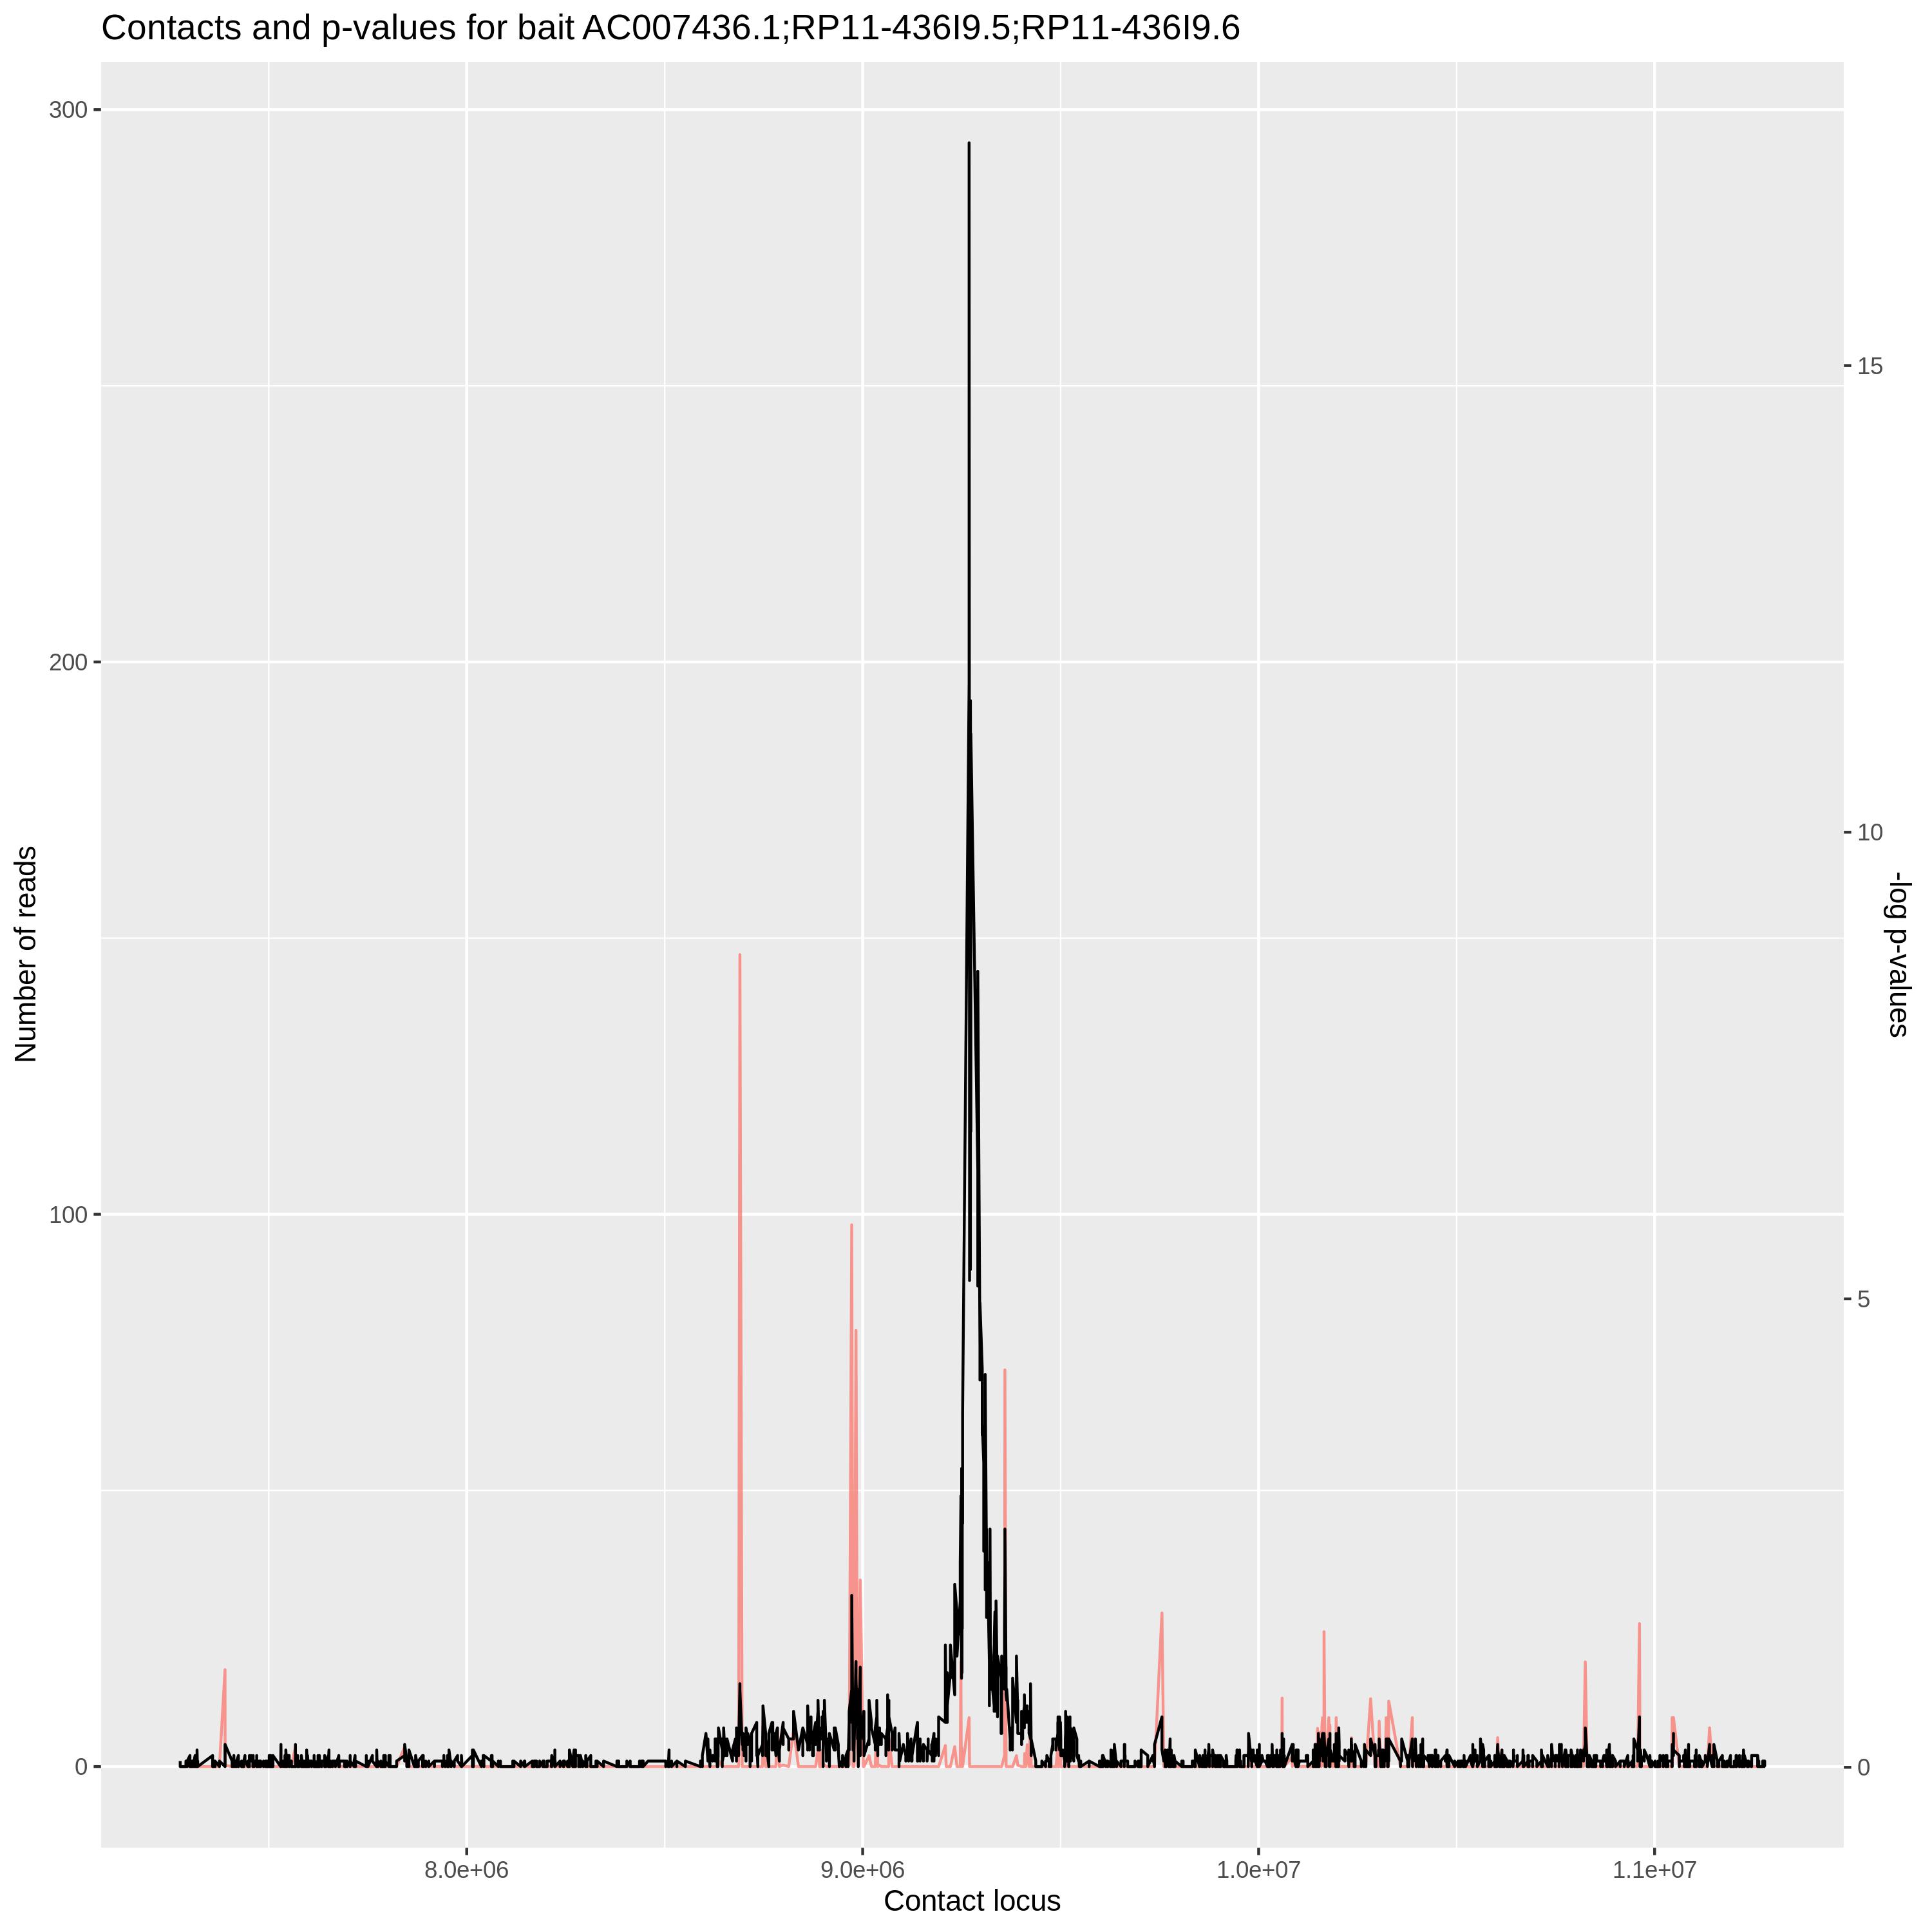 Contacts and p-values for bait AC007436.1;RP11-436I9.5;RP11-436I9.6
300
200
100
0
Number of reads
15
10
5
0
-log p-values
8.0e+06
9.0e+06
1.0e+07
1.1e+07
Contact locus